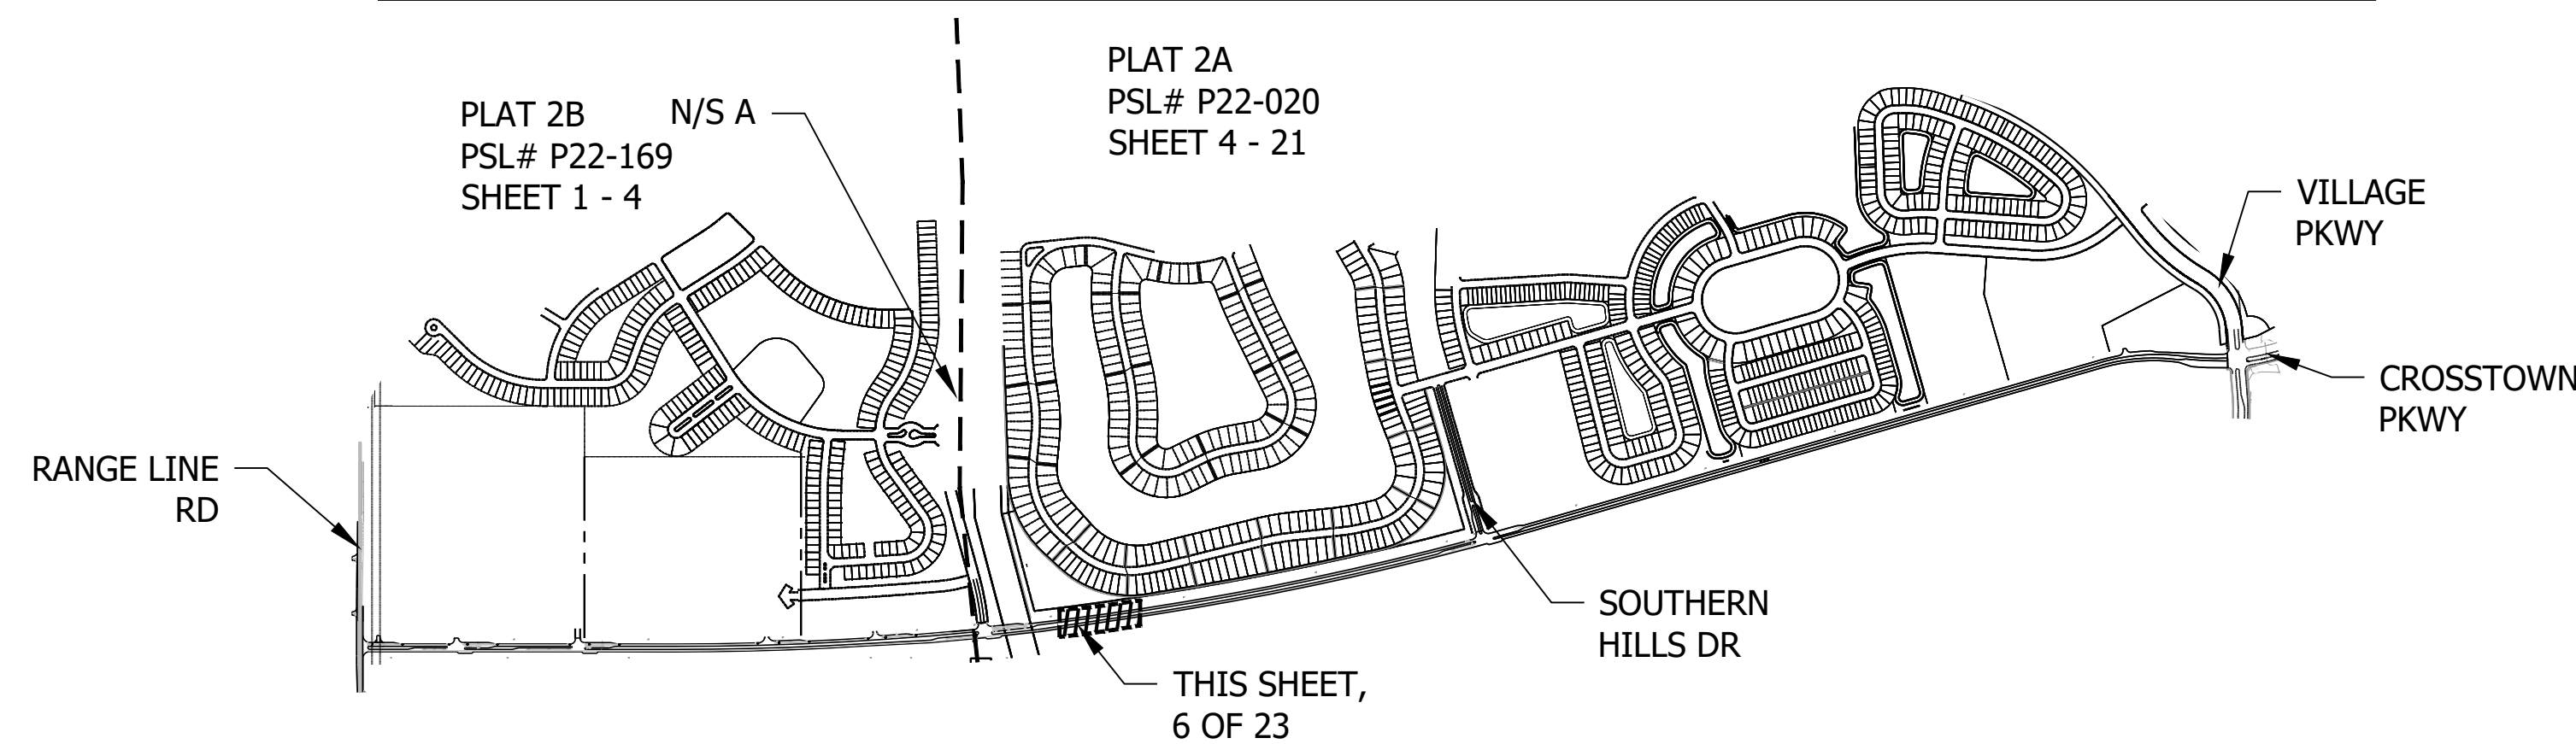 PLAT 2A
PSL# P22-020
SHEET 4 - 21
PLAT 2B
PSL# P22-169
SHEET 1 - 4
N/S A
VILLAGE
PKWY
CROSSTOWN
PKWY
RANGE LINE
RD
SOUTHERN
HILLS DR
THIS SHEET,
6 OF 23